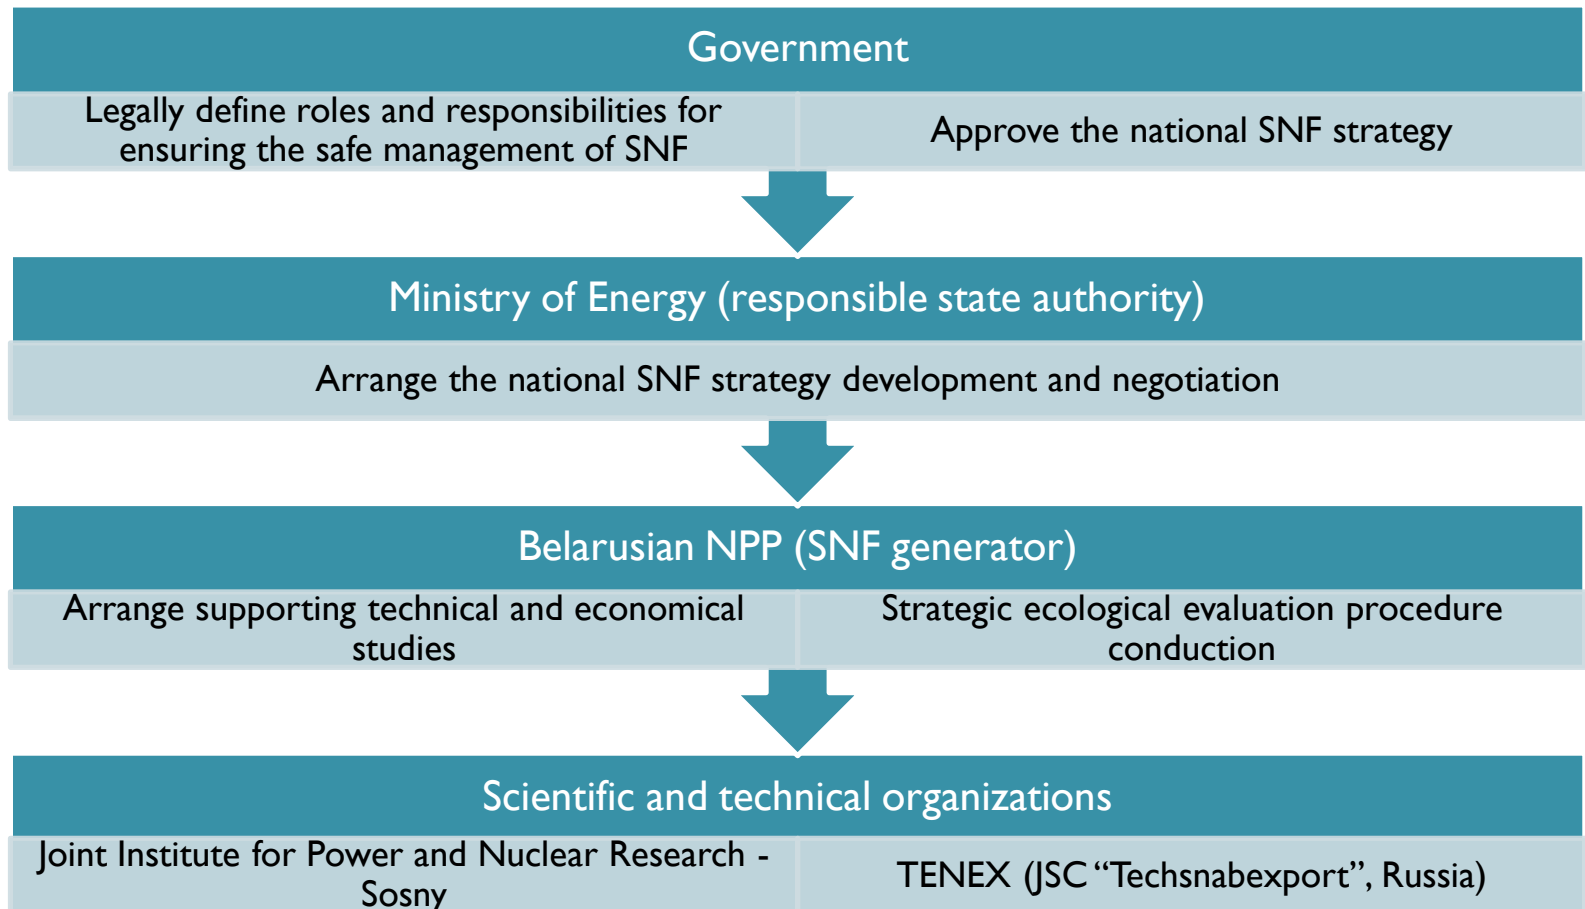 Government
Legally define roles and responsibilities for
ensuring the safe management of SNF
Approve the national SNF strategy
Ministry of Energy (responsible state authority)
Arrange the national SNF strategy development and negotiation
Belarusian NPP (SNF generator)
Arrange supporting technical and economical
studies
Strategic ecological evaluation procedure
conduction
Scientific and technical organizations
Joint Institute for Power and Nuclear Research -
Sosny
TENEX (JSC “Techsnabexport”, Russia)